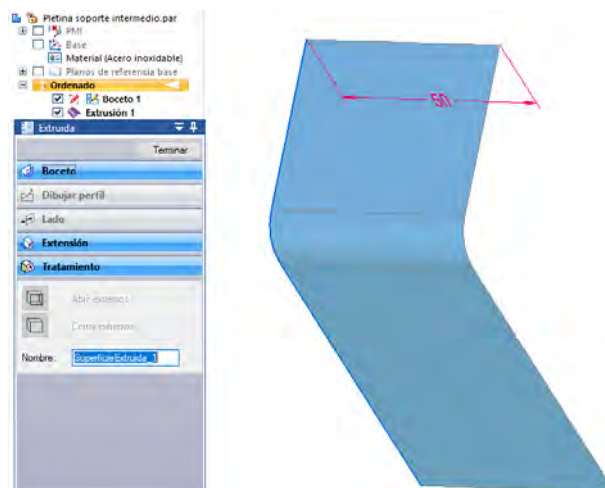 Pletina soporte intermedio.par
PMI
Base
Material (Acero inoxidable)
Planos de referencia base
Ordenado
Boceto 1
Extrusión 1
Extruida
Terminar
Boceto
Dibujar perfil
Lado
Extensión
Tratamiento
Abrir extremos
Cerrar extremos
Nombre: SuperficieExtruida_1
50